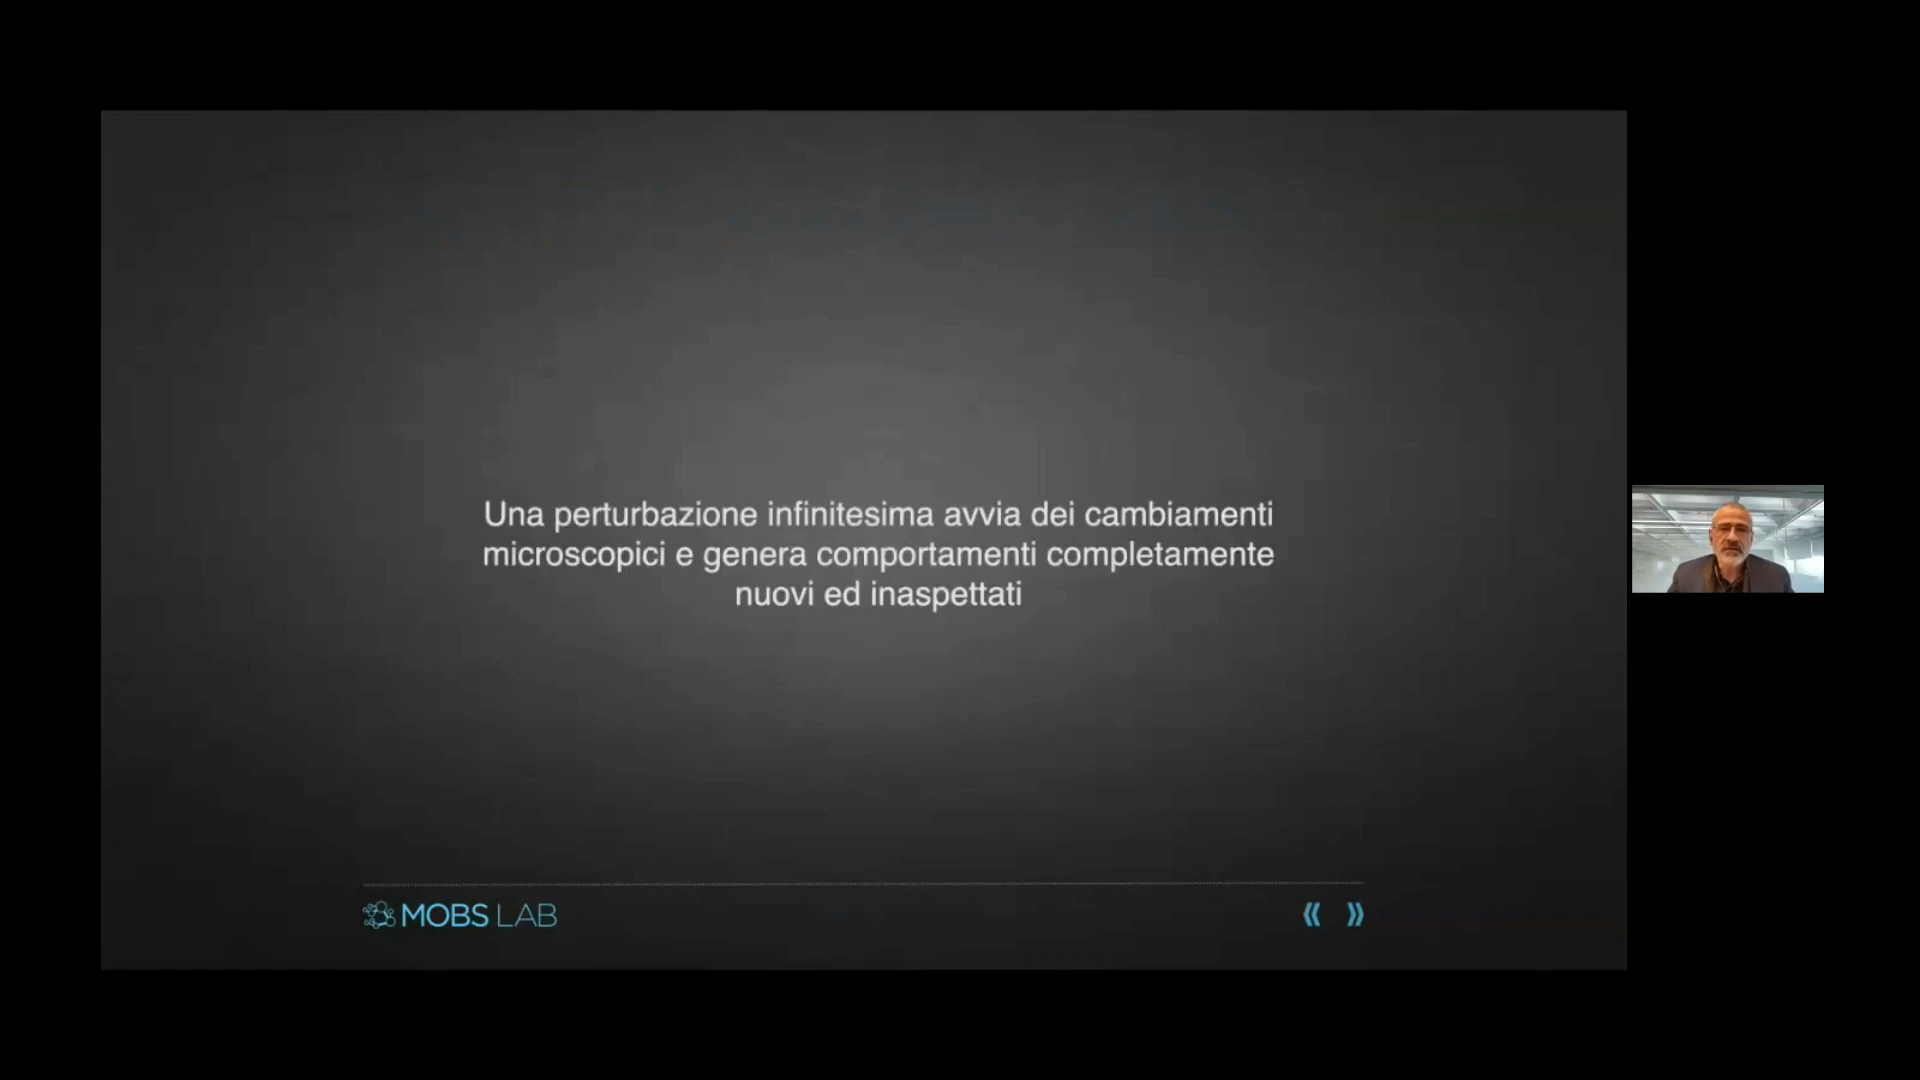 Una perturbazione infinitesima avvia dei cambiamenti
microscopici e genera comportamenti completamente
nuovi ed inaspettati
MOBS LAB